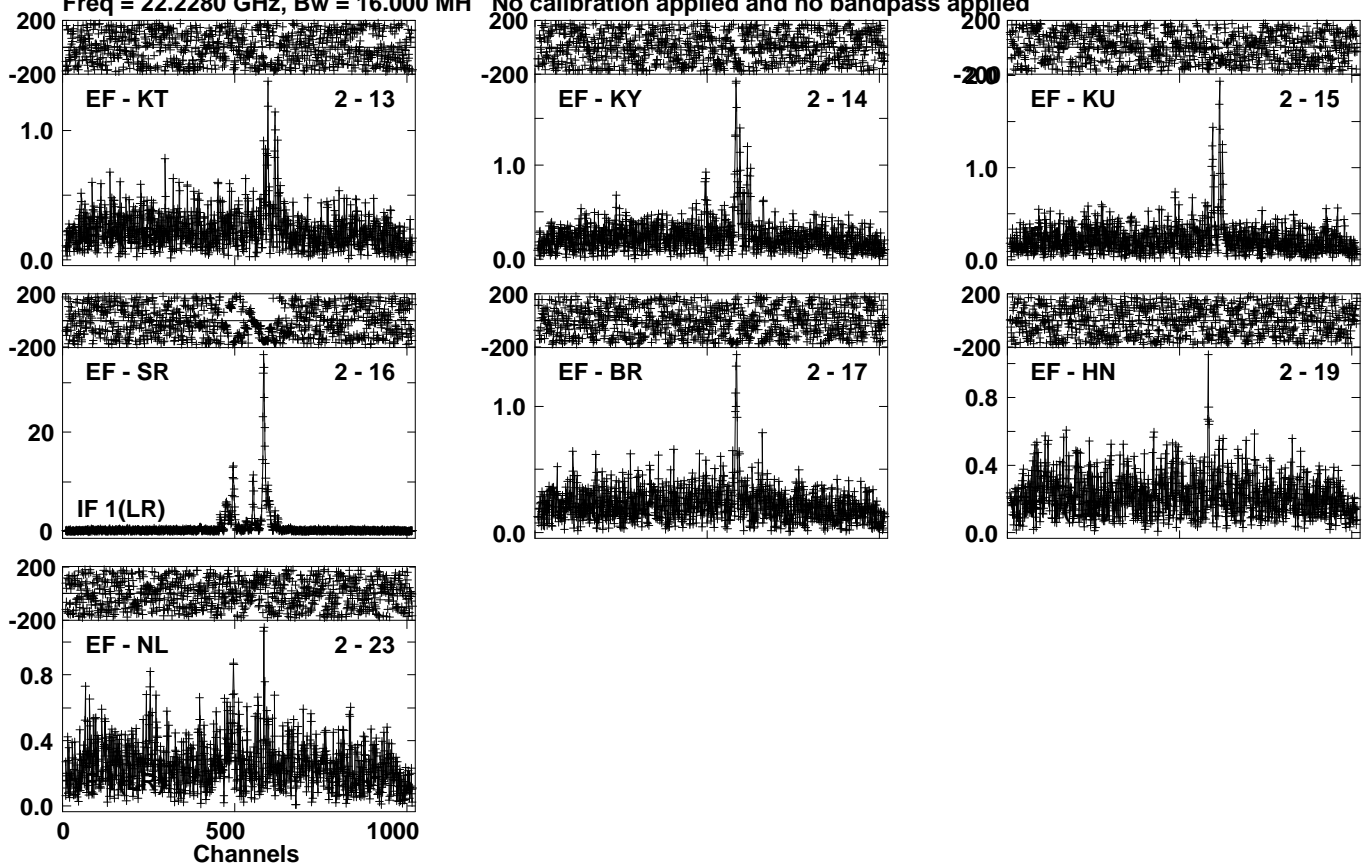 Freq = 22.2280 GHz, Bw = 16.000 MH No calibration applied and no bandpass applied
200
-200
EF - KT
2 - 13
1.0
0.0
200
-200
EF - KY
2 - 14
1.0
0.0
200
-200
2.0
EF - KU
2 - 15
1.0
0.0
200
-200
EF - SR
2 - 16
20
IF 1(LR)
0
200
-200
EF - BR
2 - 17
1.0
0.0
200
-200
EF - HN
2 - 19
0.8
0.4
0.0
200
-200
EF - NL
2 - 23
0.8
0.4
0.0
0
500
1000
Channels